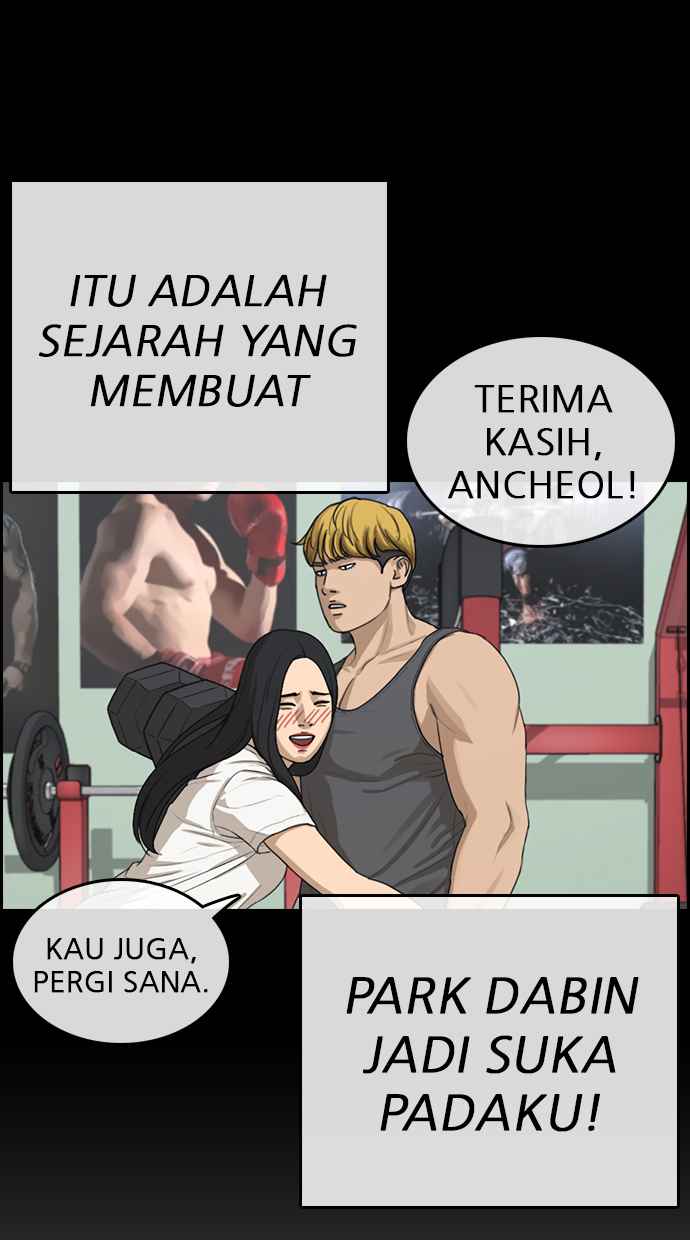 ITU ADALAH
SEJARAH YANG
MEMBUAT
TERIMA
KASIH,
ANCHEOL!
KAU JUGA,
PERGI SANA.
PARK DABIN
JADI SUKA
PADAKU!